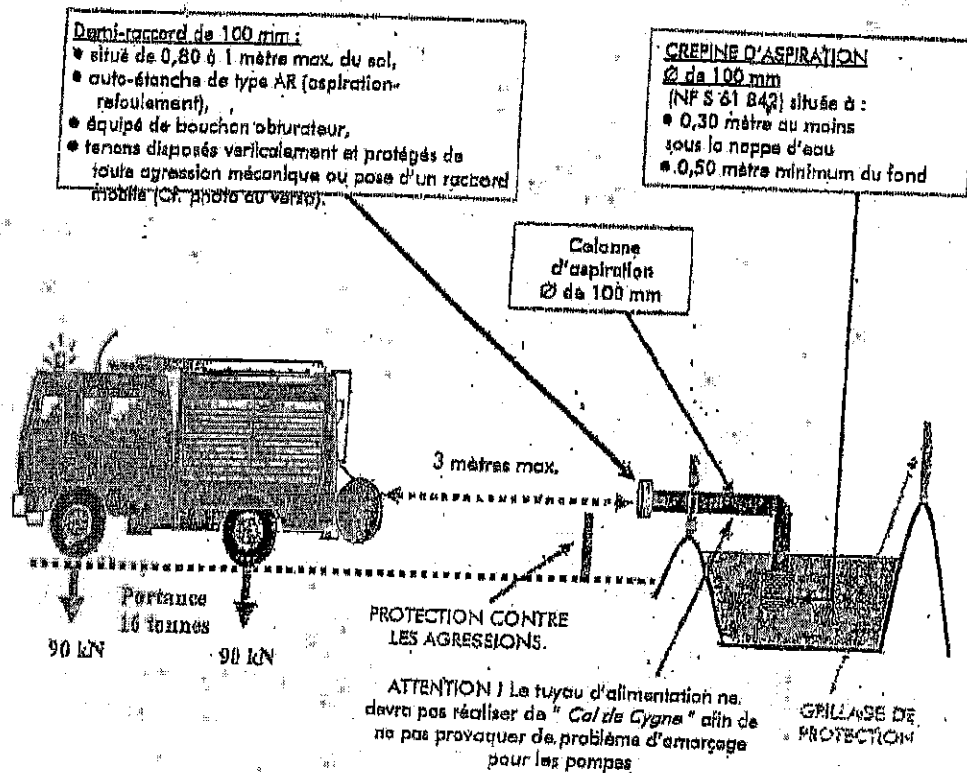 Demi-raccord de 100 mm :
• situé de 0,80 à 1 mètre max. du sol,
• auto-étanche de type AR (aspiration-
refoulement),
• équipé de bouchon obturateur,
• tenons disposés verticalement et protégés de
toute agression mécanique ou pose d'un raccord
mobile (Cf. photo au verso).
CREPINE D'ASPIRATION
Ø de 100 mm
(NF S 61 842) située à :
• 0,30 mètre au moins
sous la nappe d'eau
• 0,50 mètre minimum du fond
Colonne
d'aspiration
Ø de 100 mm
3 mètres max.
Portance
16 tonnes
90 kN
90 kN
PROTECTION CONTRE
LES AGRESSIONS.
ATTENTION ! Le tuyau d'alimentation ne
devra pas réaliser de " Col de Cygne " afin de
ne pas provoquer de problème d'amorçage
pour les pompes
GRILLAGE DE
PROTECTION